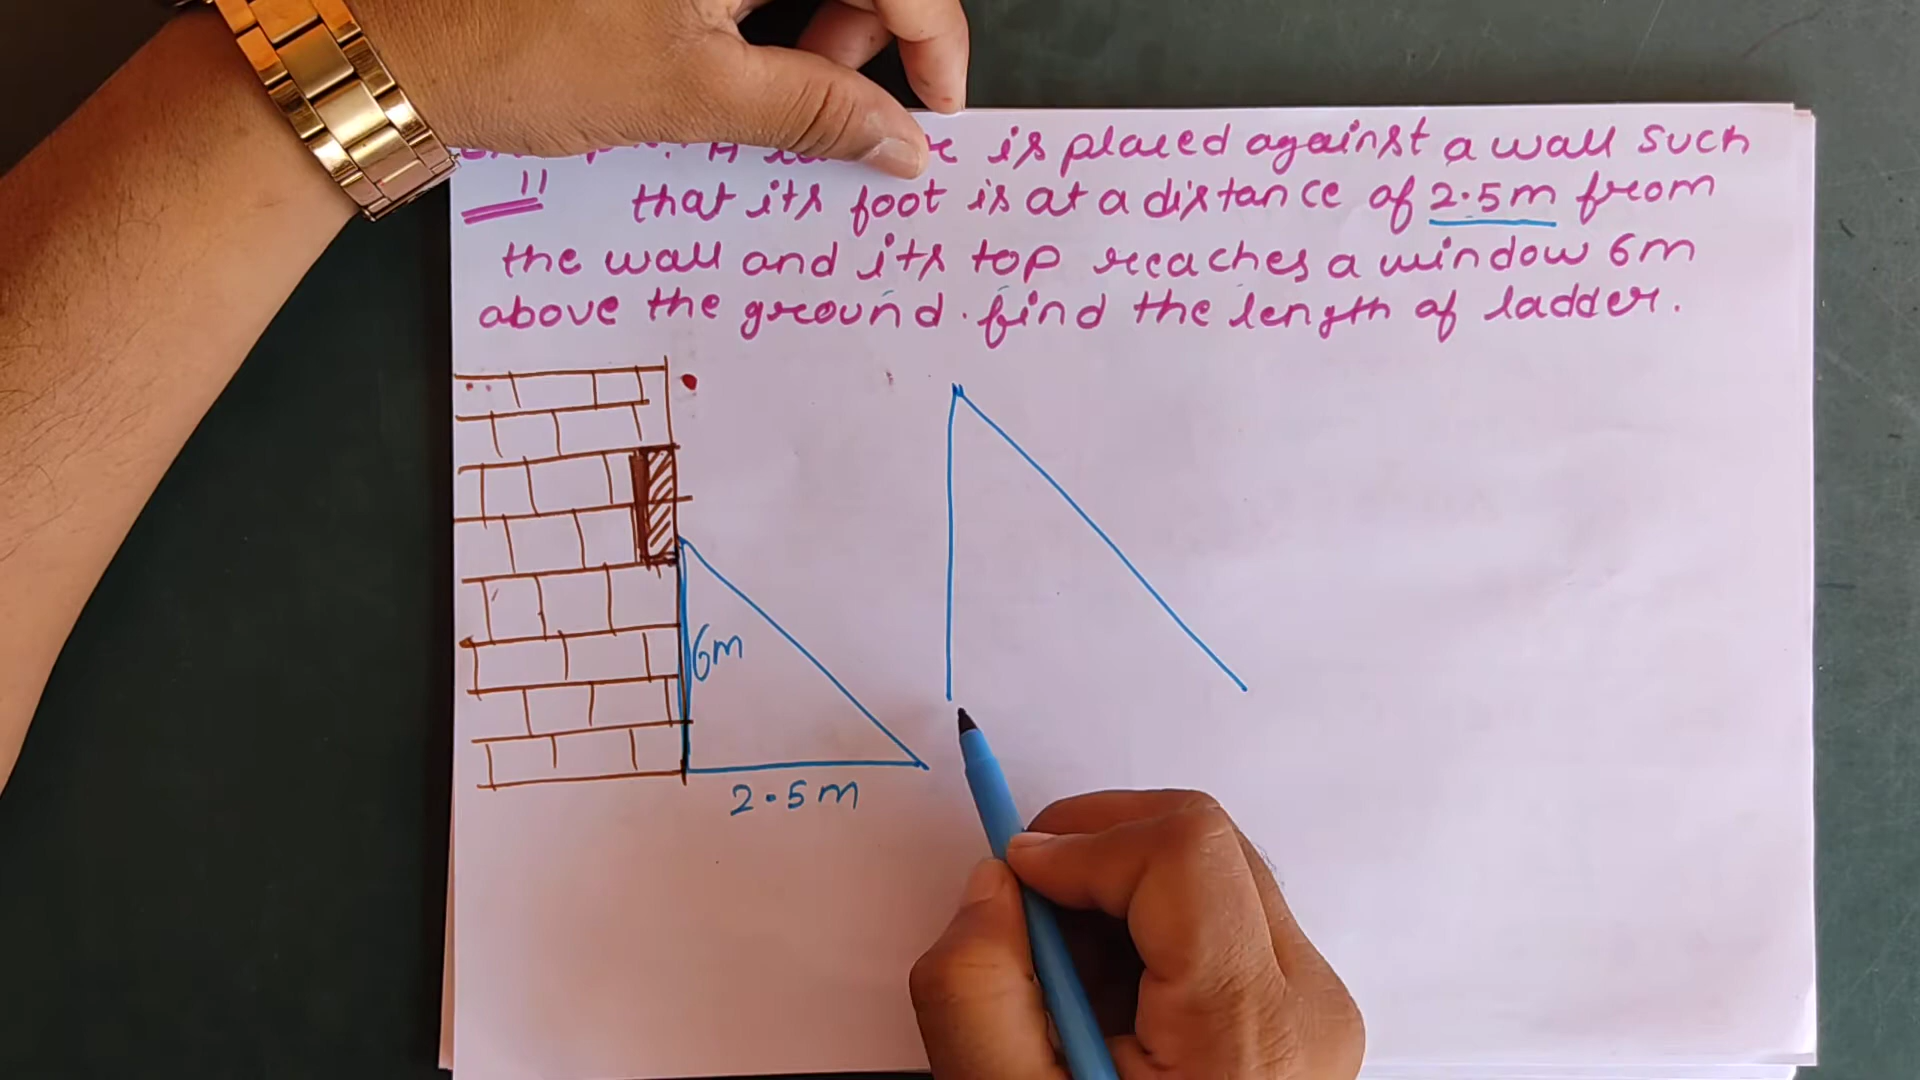 A is placed against a wall such
11 that its foot is at a distance of 2.5m from
the wall and its top reaches a window 6m
above the ground. find the length of ladder.
6m
2.5m